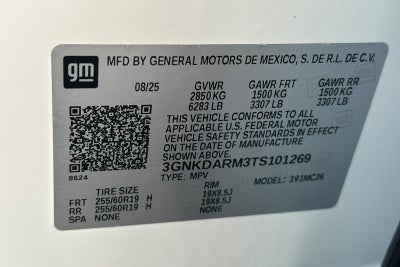 gm
MFD BY GENERAL MOTORS DE MEXICO, S. DE R.L. DE C.V.
08/25 GVWR GAWR FRT GAWR RR
2850 KG 1500 KG 1500 KG
6283 LB 3307 LB 3307 LB
THIS VEHICLE CONFORMS TO ALL
APPLICABLE U.S. FEDERAL MOTOR
VEHICLE SAFETY STANDARDS IN EFFECT
ON THE DATE OF MANUFACTURE SHOWN ABOVE
3GNKDARM3TS101269
8624 TYPE: MPV MODEL: 391MC26
TIRE SIZE RIM
FRT 255/60R19 H 19X8.5J
RR 255/60R19 H 19X8.5J
SPA NONE NONE